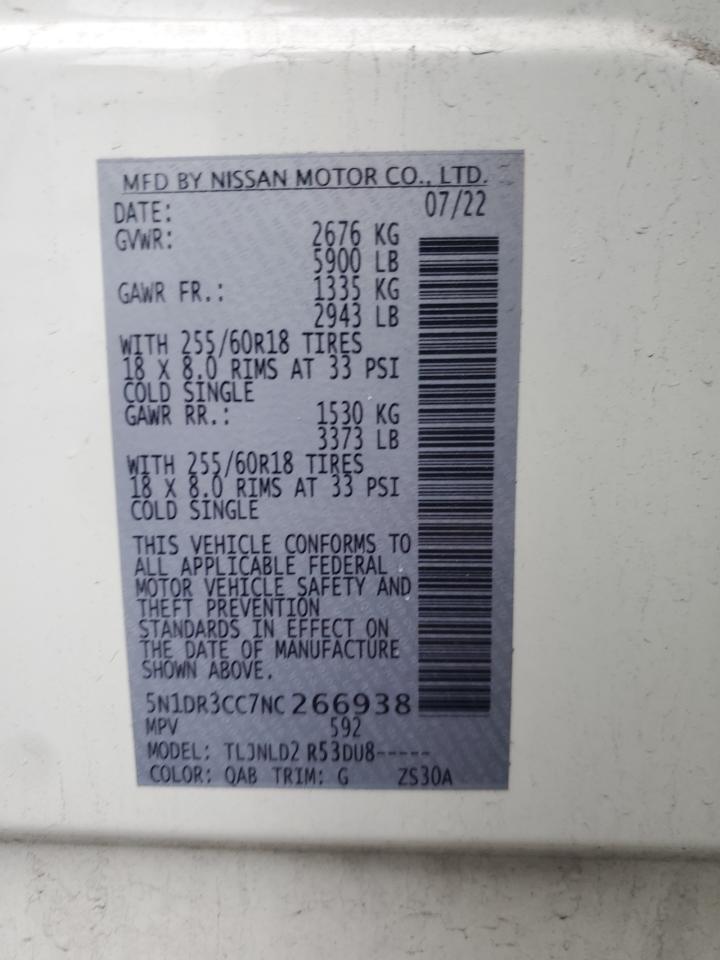 MFD BY NISSAN MOTOR CO., LTD.
DATE: 07/22
GVWR: 2676 KG
5900 LB
GAWR FR.: 1335 KG
2943 LB
WITH 255/60R18 TIRES
18 X 8.0 RIMS AT 33 PSI
COLD SINGLE
GAWR RR.: 1530 KG
3373 LB
WITH 255/60R18 TIRES
18 X 8.0 RIMS AT 33 PSI
COLD SINGLE
THIS VEHICLE CONFORMS TO
ALL APPLICABLE FEDERAL
MOTOR VEHICLE SAFETY AND
THEFT PREVENTION
STANDARDS IN EFFECT ON
THE DATE OF MANUFACTURE
SHOWN ABOVE.
5N1DR3CC7NC266938
MPV 592
MODEL: TLJNLD2 R53DU8-----
COLOR: QAB TRIM: G ZS30A